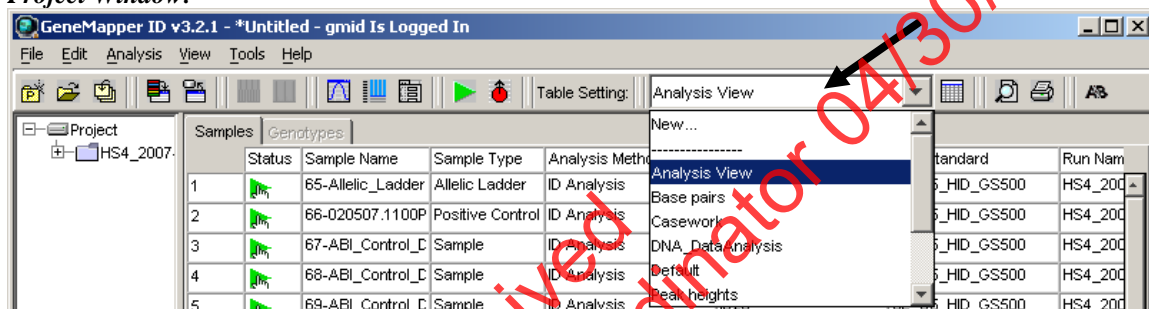 Project Window:
GeneMapper ID v3.2.1 - *Untitled - gmid Is Logged In
File Edit Analysis View Tools Help
Table Setting: Analysis View
AB
New...
---------------
Analysis View
Base pairs
Casework
DNA_DataAnalysis
Default
Peak heights
Project
HS4_2007-
Samples Genotypes
Status Sample Name Sample Type Analysis Metho tandard Run Nam
1 65-Allelic_Ladder Allelic Ladder ID Analysis _HID_GS500 HS4_200
2 66-020507.1100P Positive Control ID Analysis _HID_GS500 HS4_200
3 67-ABI_Control_D Sample ID Analysis _HID_GS500 HS4_200
4 68-ABI_Control_D Sample ID Analysis _HID_GS500 HS4_200
5 69-ABI_Control_D Sample ID Analysis _HID_GS500 HS4_200
ived
dinator 04/30/